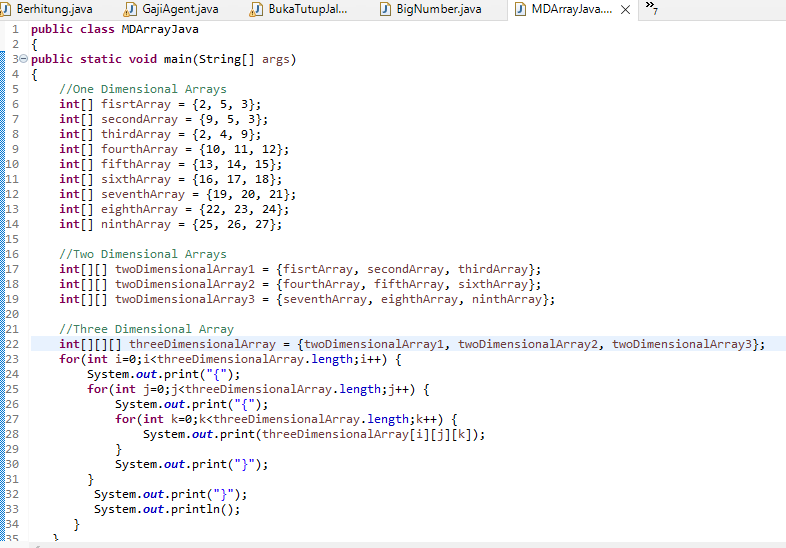 Berhitung.java GajiAgent.java BukaTutupJal... BigNumber.java MDArrayJava.... 7
1 public class MDArrayJava
2 {
3 public static void main(String[] args)
4 {
5 //One Dimensional Arrays
6 int[] fisrtArray = {2, 5, 3};
7 int[] secondArray = {9, 5, 3};
8 int[] thirdArray = {2, 4, 9};
9 int[] fourthArray = {10, 11, 12};
10 int[] fifthArray = {13, 14, 15};
11 int[] sixthArray = {16, 17, 18};
12 int[] seventhArray = {19, 20, 21};
13 int[] eighthArray = {22, 23, 24};
14 int[] ninthArray = {25, 26, 27};
15
16 //Two Dimensional Arrays
17 int[][] twoDimensionalArray1 = {fisrtArray, secondArray, thirdArray};
18 int[][] twoDimensionalArray2 = {fourthArray, fifthArray, sixthArray};
19 int[][] twoDimensionalArray3 = {seventhArray, eighthArray, ninthArray};
20
21 //Three Dimensional Array
22 int[][][] threeDimensionalArray = {twoDimensionalArray1, twoDimensionalArray2, twoDimensionalArray3};
23 for(int i=0;i<threeDimensionalArray.length;i++) {
24 System.out.print("{");
25 for(int j=0;j<threeDimensionalArray.length;j++) {
26 System.out.print("{");
27 for(int k=0;k<threeDimensionalArray.length;k++) {
28 System.out.print(threeDimensionalArray[i][j][k]);
29 }
30 System.out.print("}");
31 }
32 System.out.print("}");
33 System.out.println();
34 }
35 }